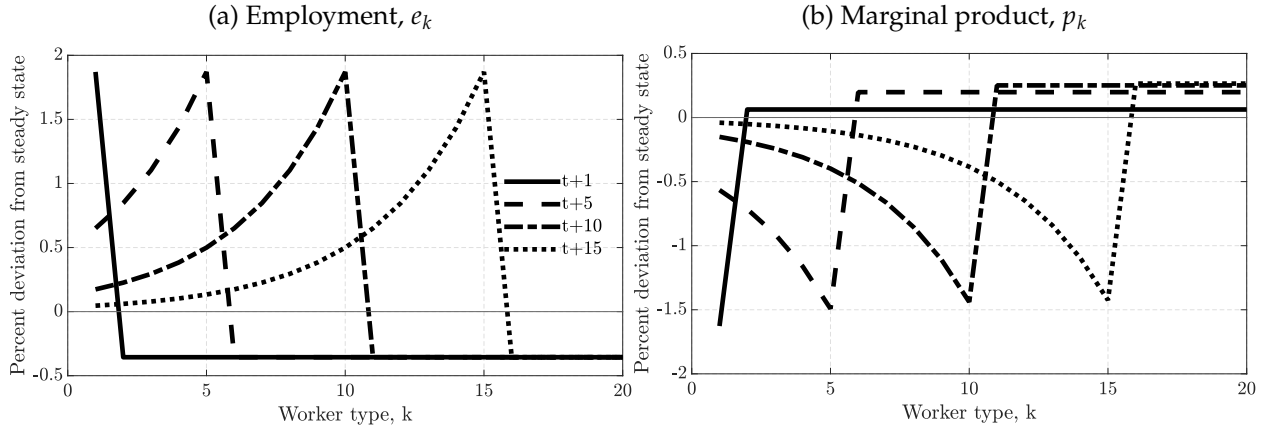 (a) Employment, e_k
Percent deviation from steady state
2
1.5
1
0.5
0
-0.5
0
5
10
15
20
Worker type, k
t+1
t+5
t+10
t+15
(b) Marginal product, p_k
Percent deviation from steady state
0.5
0
-0.5
-1
-1.5
-2
0
5
10
15
20
Worker type, k